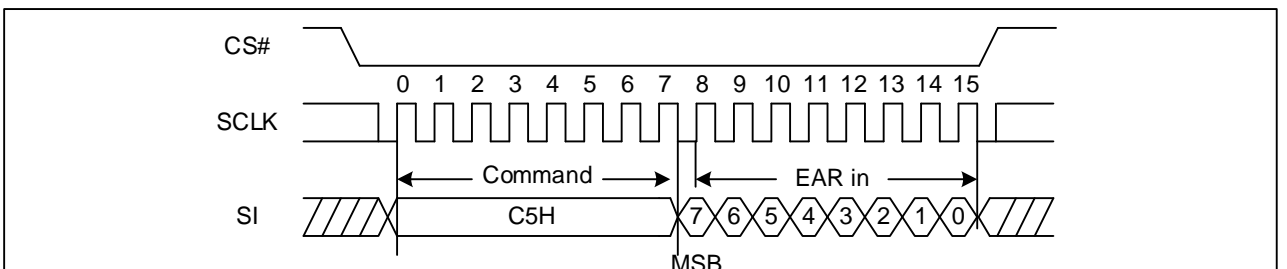 CS#
0 1 2 3 4 5 6 7 8 9 10 11 12 13 14 15
SCLK
Command EAR in
SI C5H 7 6 5 4 3 2 1 0
MSB